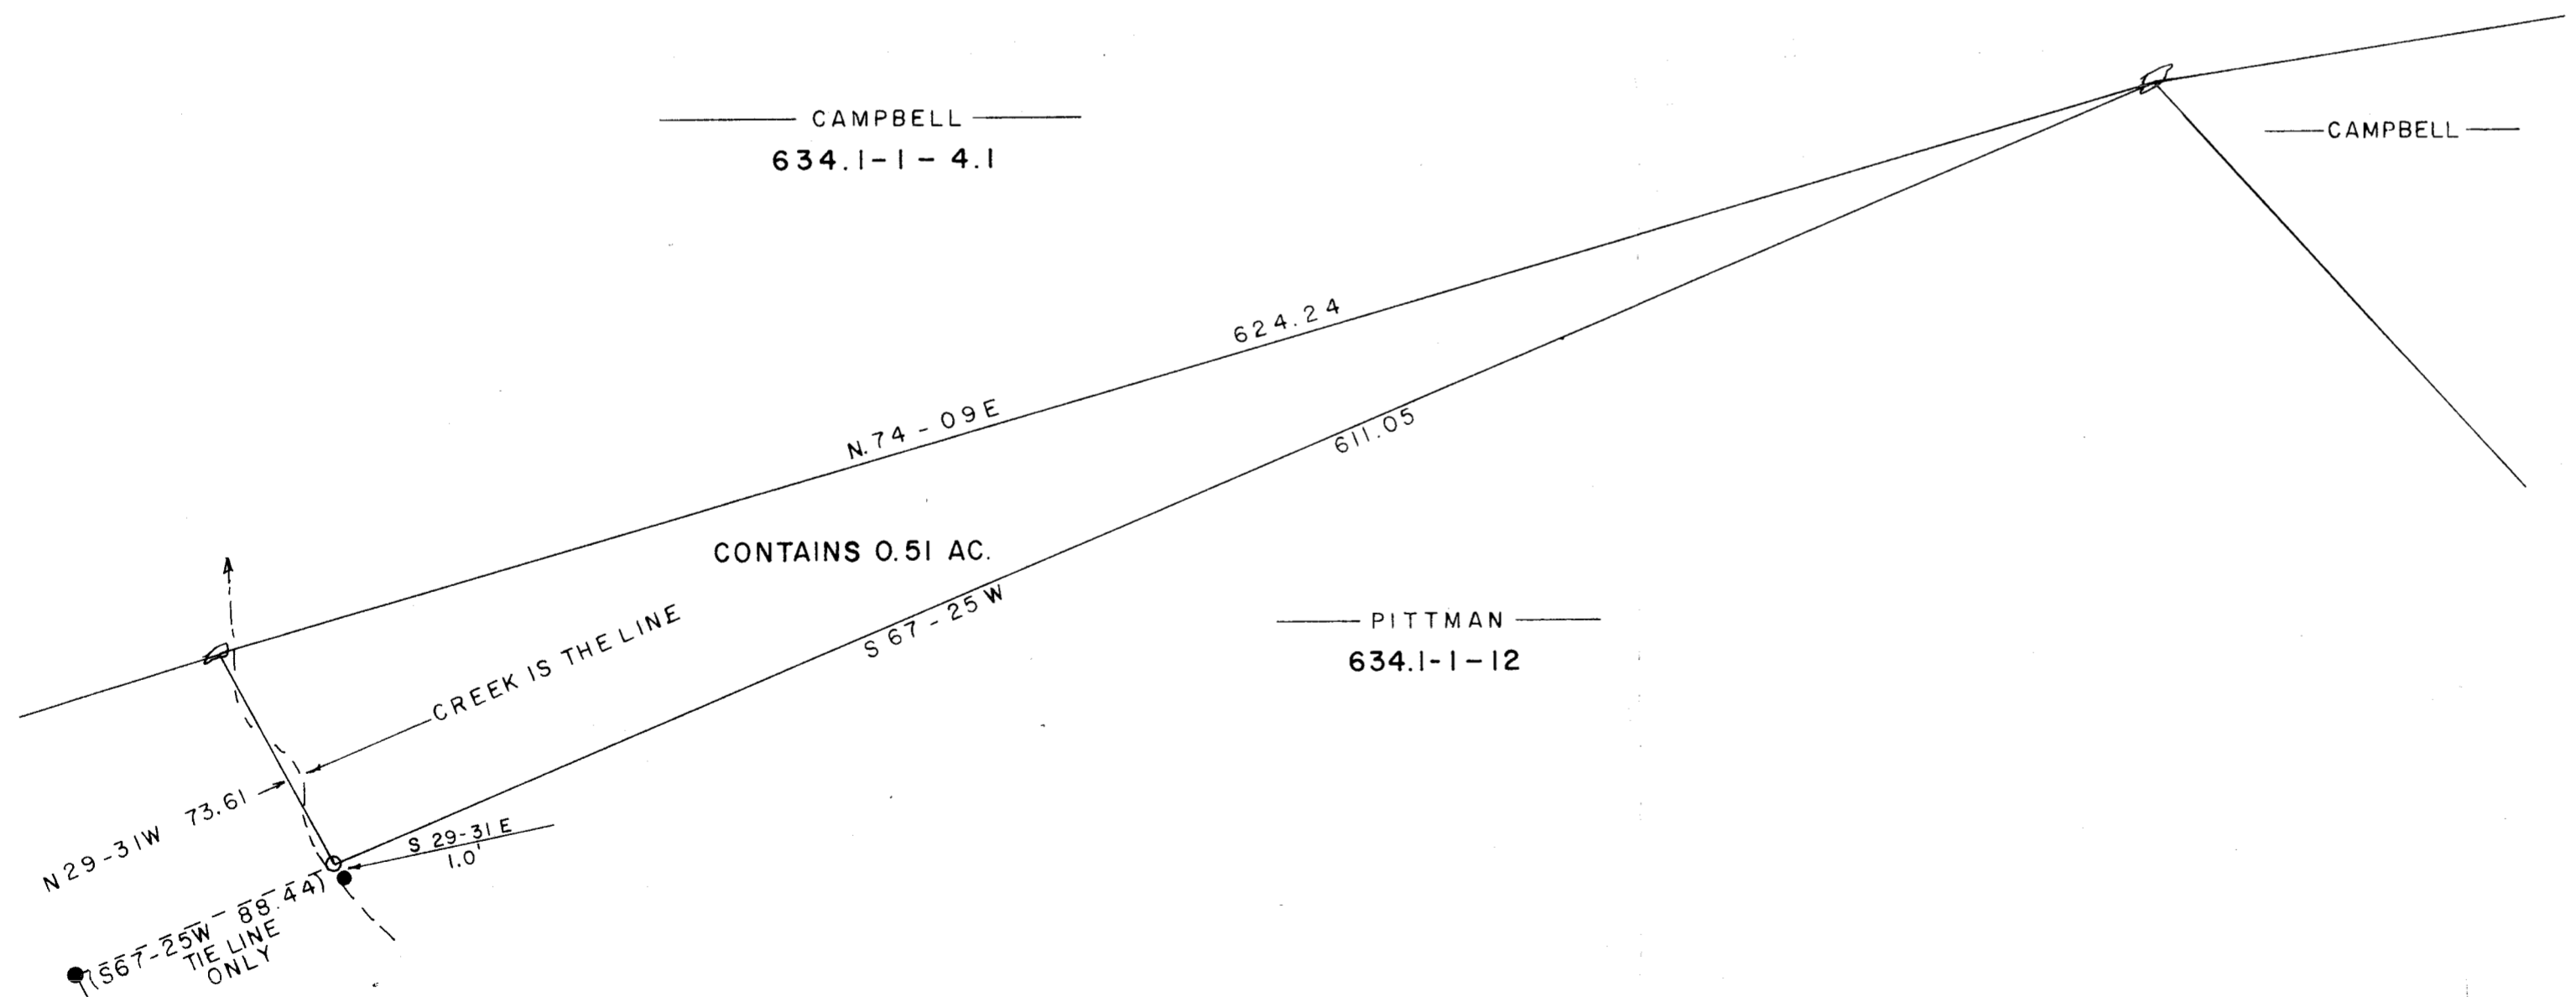 CAMPBELL
634.1-1-4.1
CAMPBELL
624.24
N.74-09E
611.05
CONTAINS 0.51 AC.
S 67-25 W
CREEK IS THE LINE
PITTMAN
634.1-1-12
N29-31W 73.61
S 29-31 E
1.0'
(S67-25W - 88.44)
TIE LINE
ONLY